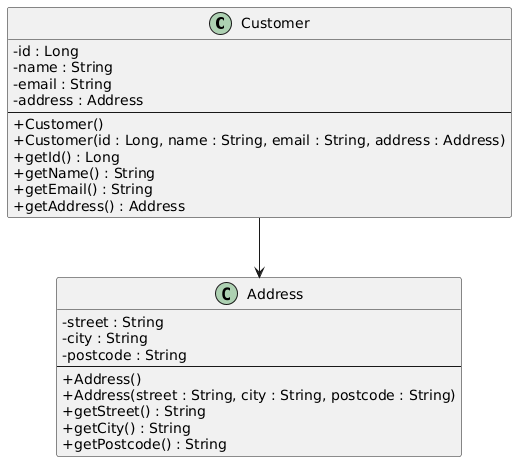 C Customer
-id : Long
-name : String
-email : String
-address : Address
+Customer()
+Customer(id : Long, name : String, email : String, address : Address)
+getId() : Long
+getName() : String
+getEmail() : String
+getAddress() : Address
C Address
-street : String
-city : String
-postcode : String
+Address()
+Address(street : String, city : String, postcode : String)
+getStreet() : String
+getCity() : String
+getPostcode() : String